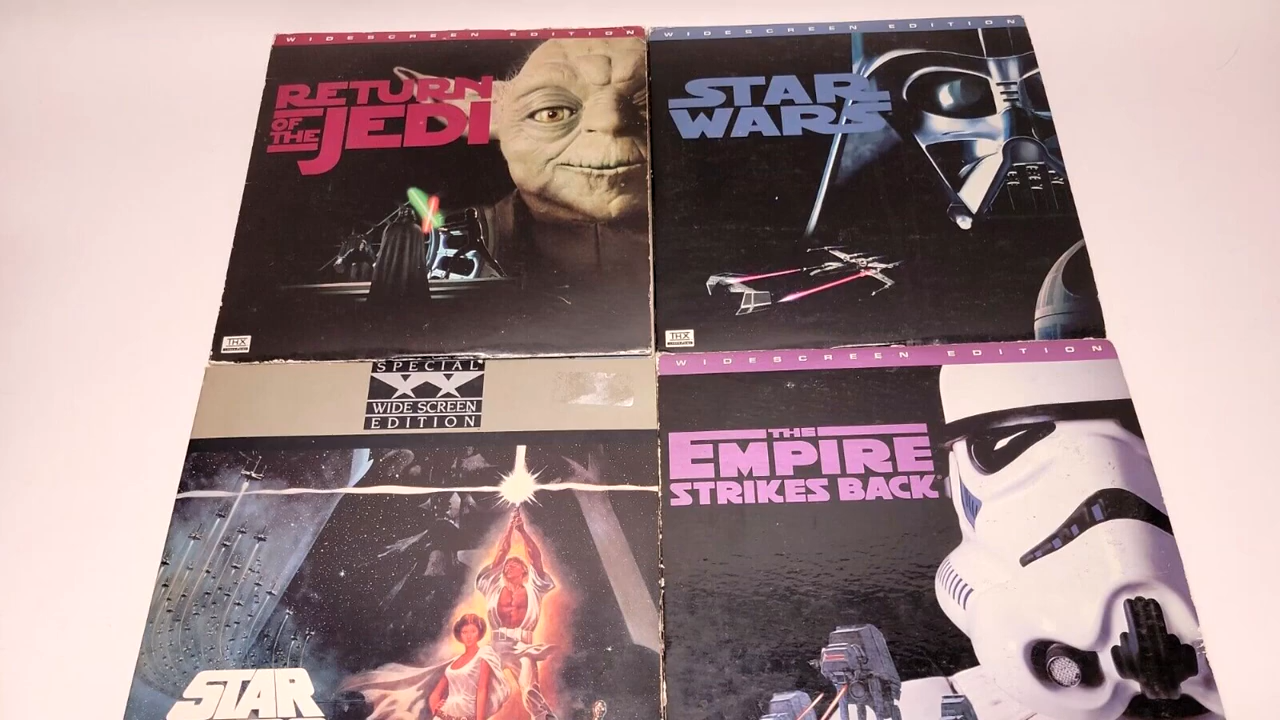 WIDESCREEN EDITION
RETURN
OF
THE
JEDI
THX
WIDESCREEN EDITION
STAR
WARS
THX
SPECIAL
WIDE SCREEN
EDITION
STAR
WIDESCREEN EDITION
THE
EMPIRE
STRIKES BACK